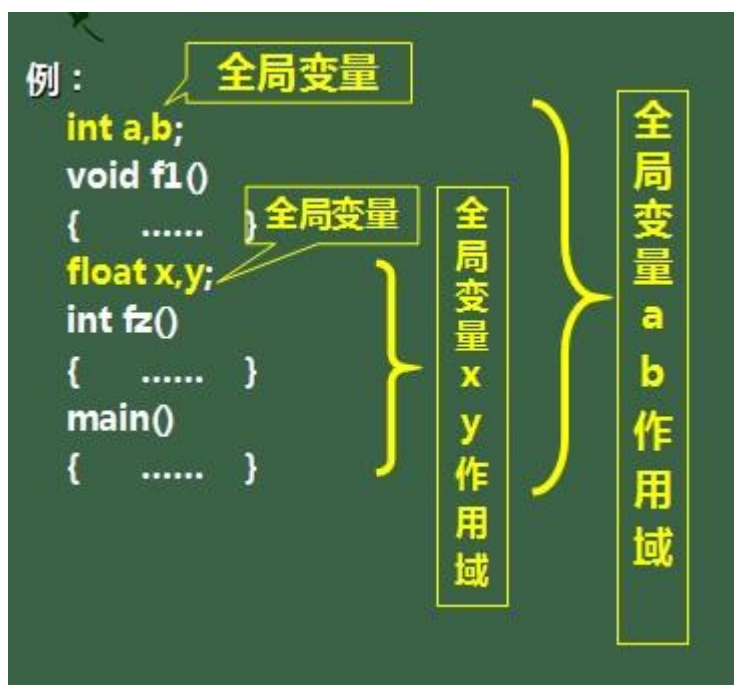 例：
全局变量
int a,b;
void f1()
{ ...... }
全局变量
float x,y;
int fz()
{ ...... }
main()
{ ...... }
全局变量xy作用域
全局变量ab作用域